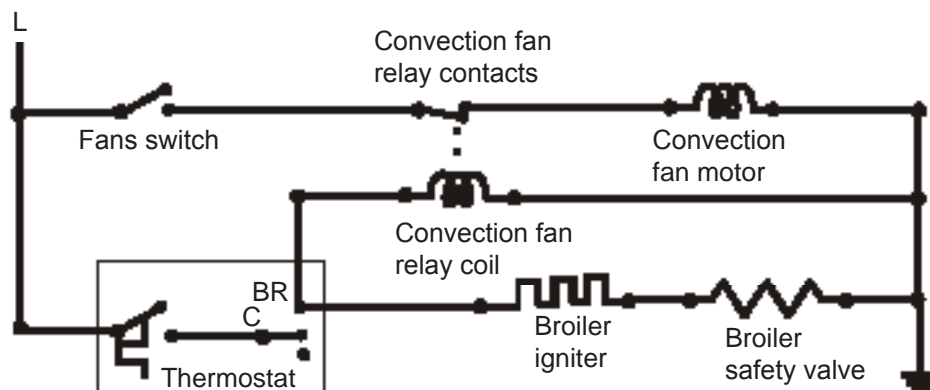 L
Convection fan
relay contacts
Fans switch
Convection
fan motor
Convection fan
relay coil
BR
C
Broiler
igniter
Broiler
safety valve
Thermostat